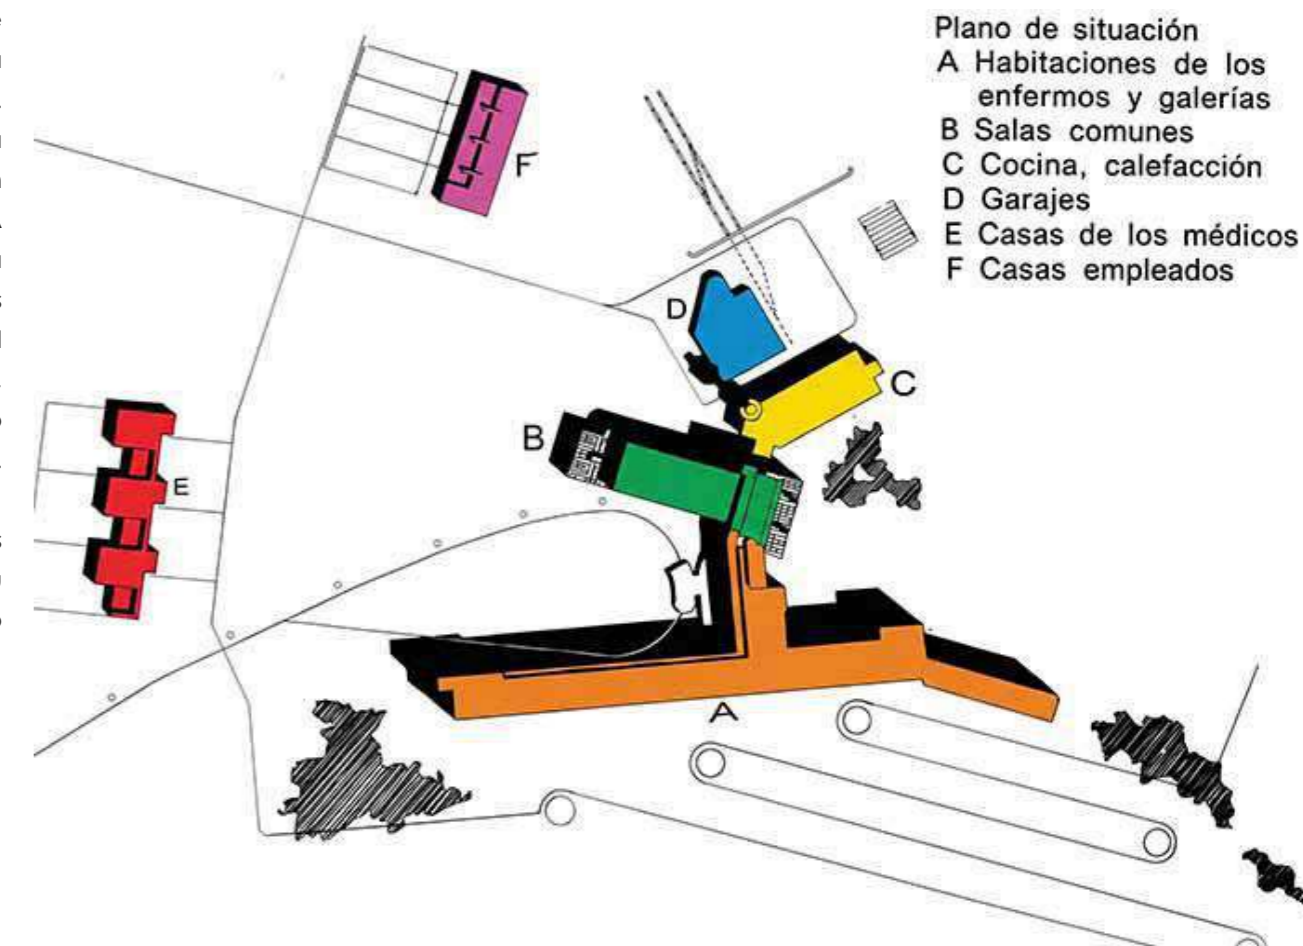 Plano de situación
A Habitaciones de los
enfermos y galerías
B Salas comunes
C Cocina, calefacción
D Garajes
E Casas de los médicos
F Casas empleados
F
D
C
B
E
A